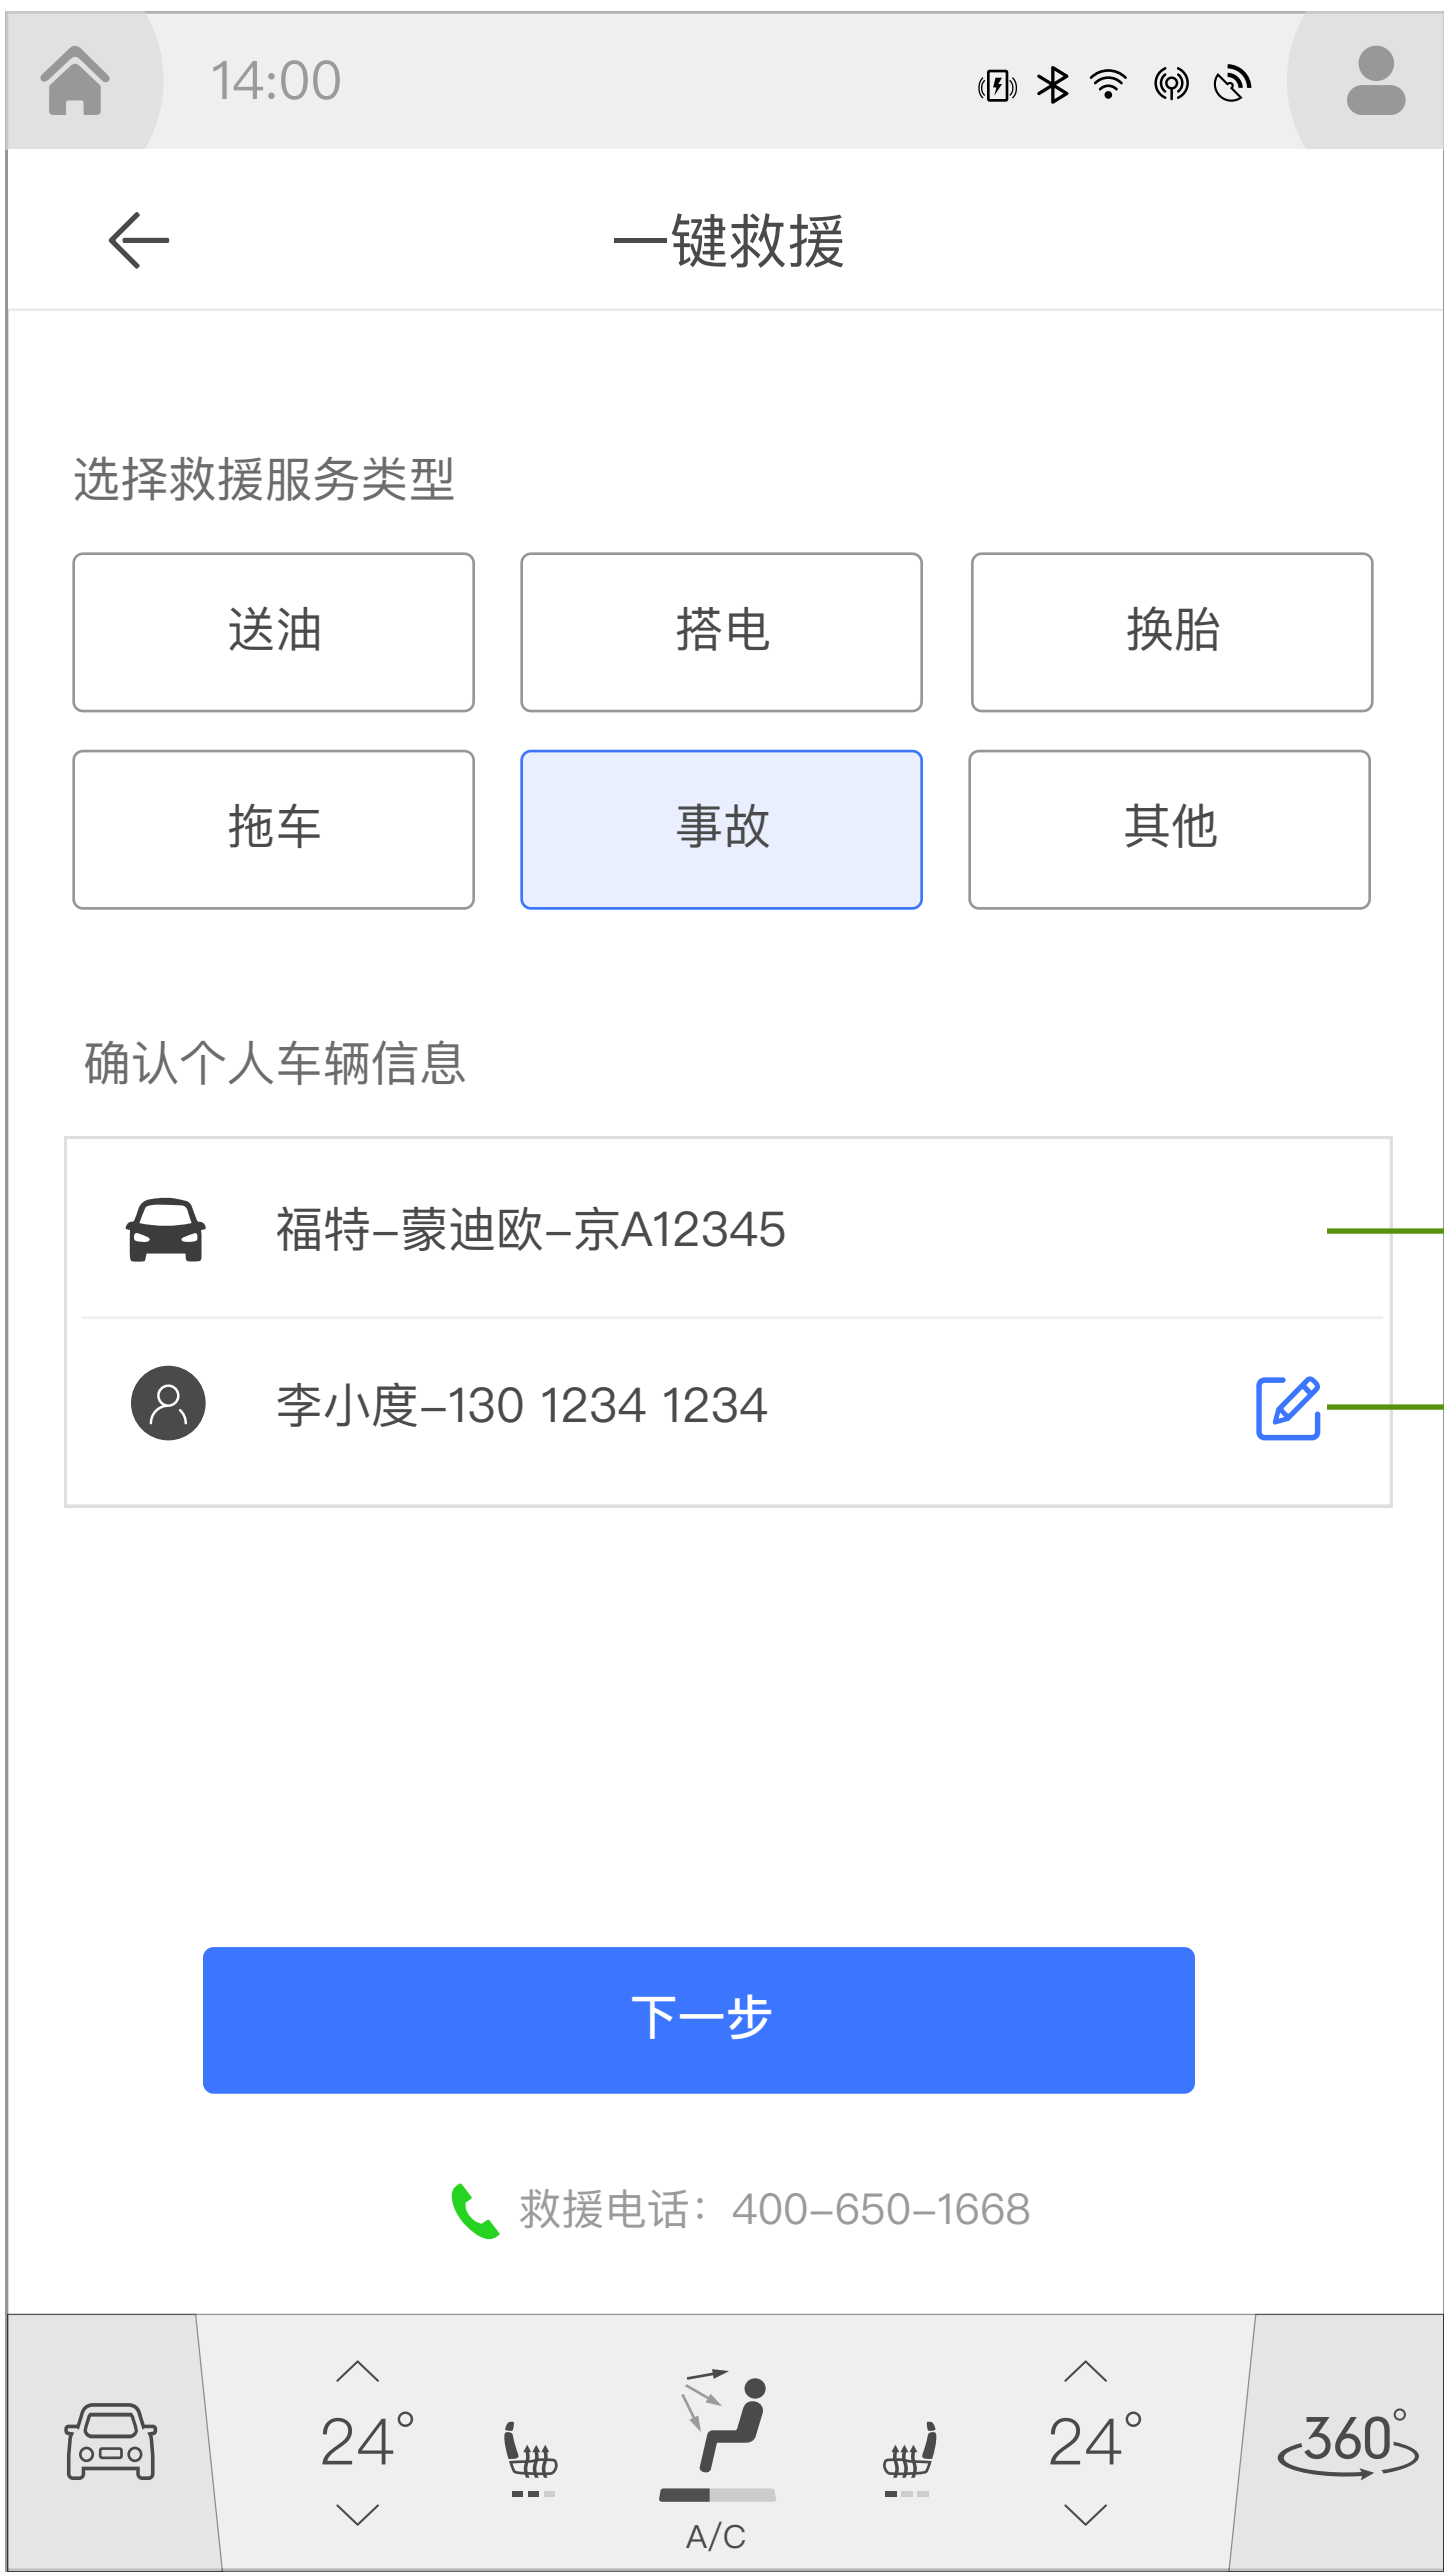 14:00
一键救援
选择救援服务类型
送油 搭电 换胎
拖车 事故 其他
确认个人车辆信息
福特-蒙迪欧-京A12345
李小度-130 1234 1234
下一步
救援电话：400-650-1668
24° 24° 360°
A/C